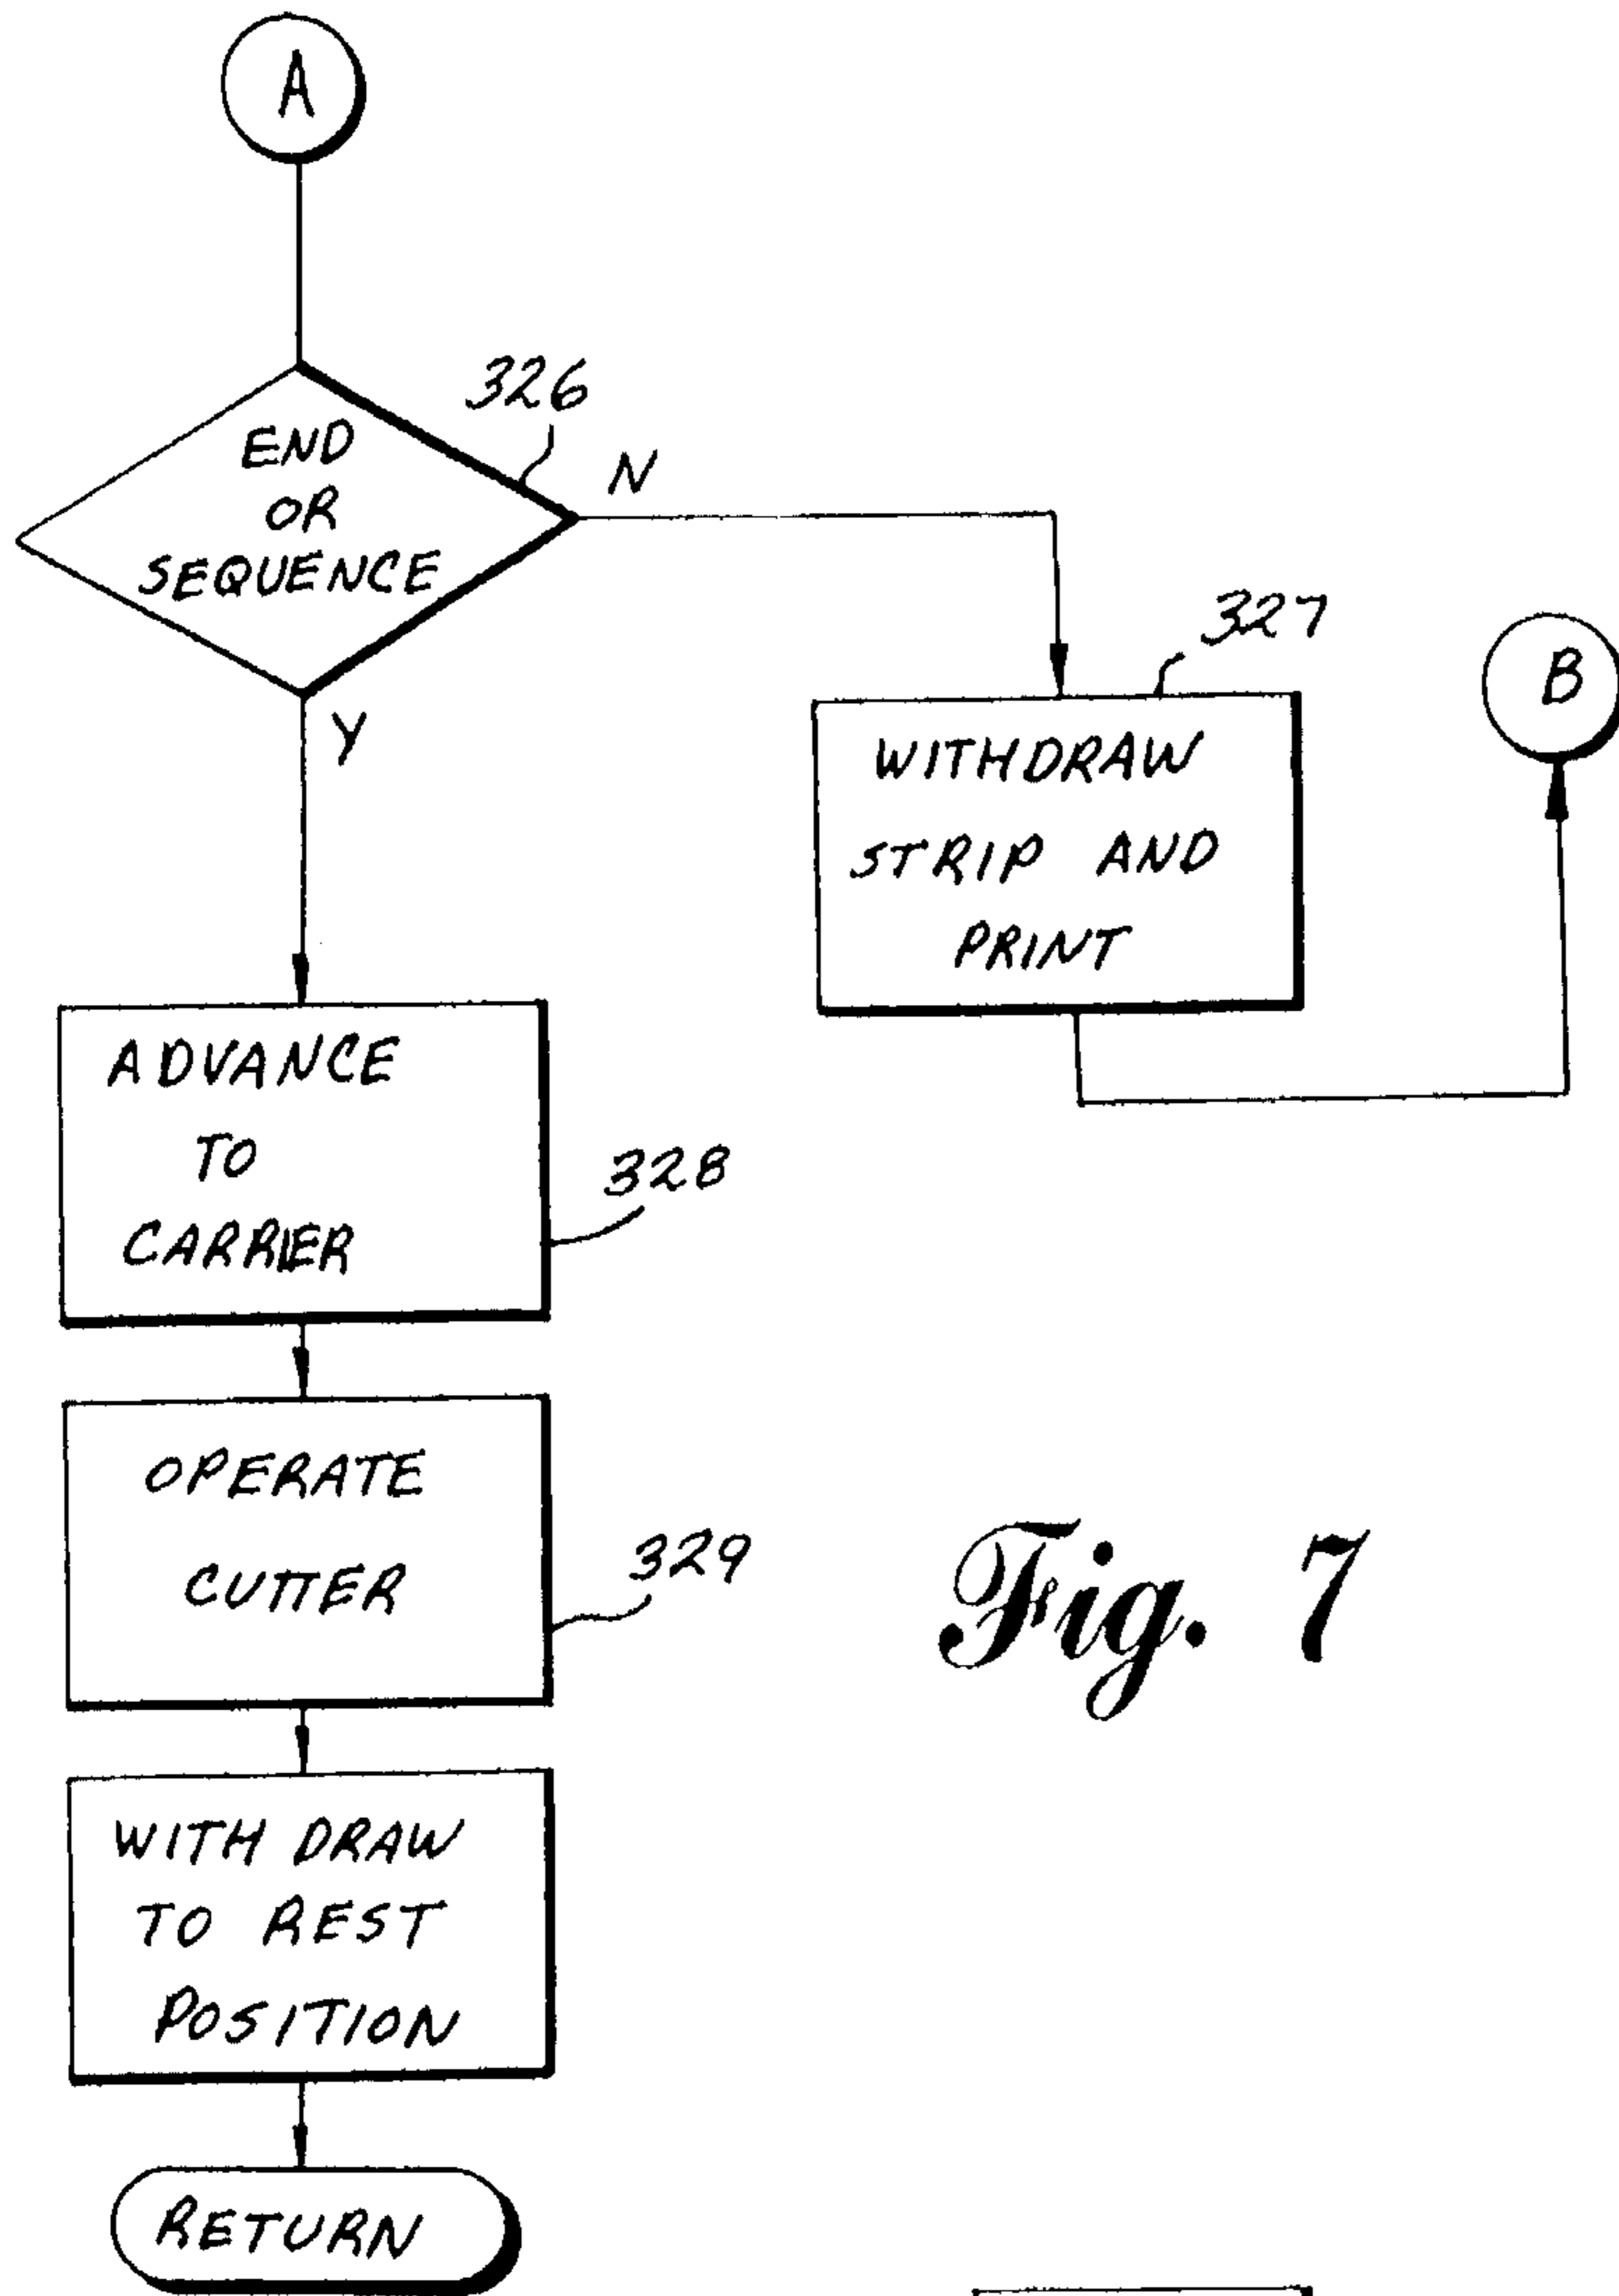 A
326
END
OR
SEQUENCE
N
Y
327
WITHDRAW
STRIP AND
PRINT
B
ADVANCE
TO
CARRIER
328
OPERATE
CUTTER
329
WITH DRAW
TO REST
POSITION
RETURN
Fig. 7